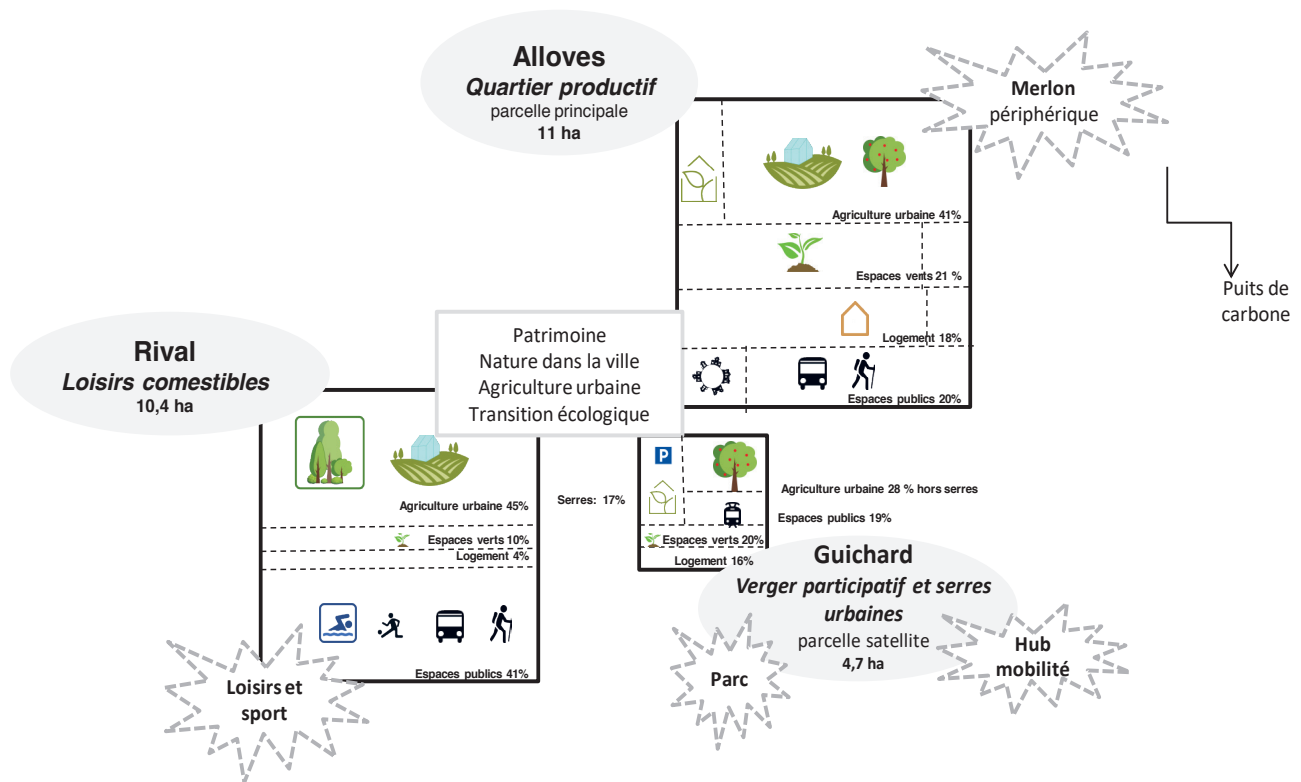 Alloves
Quartier productif
parcelle principale
11 ha
Merlon
périphérique
Agriculture urbaine 41%
Espaces verts 21 %
Logement 18%
Espaces publics 20%
Puits de
carbone
Patrimoine
Nature dans la ville
Agriculture urbaine
Transition écologique
Rival
Loisirs comestibles
10,4 ha
Agriculture urbaine 45%
Espaces verts 10%
Logement 4%
Espaces publics 41%
Loisirs et
sport
P
Serres: 17%
Agriculture urbaine 28 % hors serres
Espaces publics 19%
Espaces verts 20%
Logement 16%
Guichard
Verger participatif et serres
urbaines
parcelle satellite
4,7 ha
Parc
Hub
mobilité